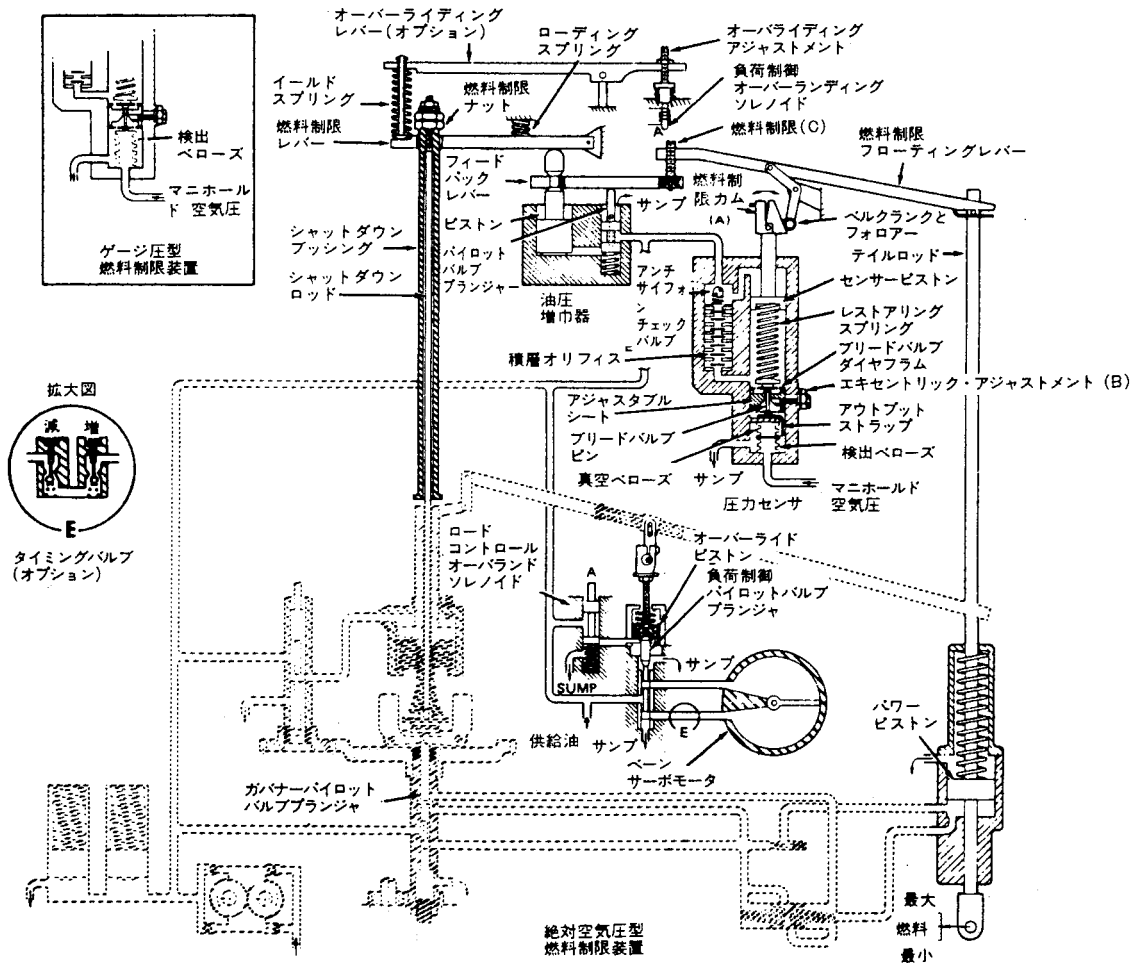 オーバーライディング
レバー(オプション)
ローディング
スプリング
オーバライディング
アジャストメント
負荷制御
オーバーランディング
ソレノイド
イールド
スプリング
燃料制限
ナット
A
燃料制限(C)
燃料制限
フローティングレバー
燃料制限
レバー
検出
ベローズ
マニホールド
空気圧
ゲージ圧型
燃料制限装置
フィード
バック
レバー
サンプ
燃料制
限カム
(A)
ベルクランクと
フォロアー
ピストン
シャットダウン
ブッシング
パイロット
バルブ
プランジャー
テイルロッド
アンチ
サイフォ
ン
チェック
バルブ
センサーピストン
シャットダウン
ロッド
油圧
増巾器
レストアリング
スプリング
積層オリフィス
ブリードバルブ
ダイヤフラム
エキセントリック・アジャストメント (B)
拡大図
減 増
E
タイミングバルブ
(オプション)
アジャスタブル
シート
アウトプット
ストラップ
ブリードバルブ
ピン
検出ベローズ
真空ベローズ
サンプ
マニホールド
空気圧
圧力センサ
ロード
コントロール
オーバランド
ソレノイド
オーバーライド
ピストン
負荷制御
パイロットバルブ
プランジャ
A
サンプ
SUMP
E
供給油
サンプ
ベーン
サーボモータ
パワー
ピストン
ガバナーパイロット
バルブプランジャ
最大
燃料
最小
絶対空気圧型
燃料制限装置